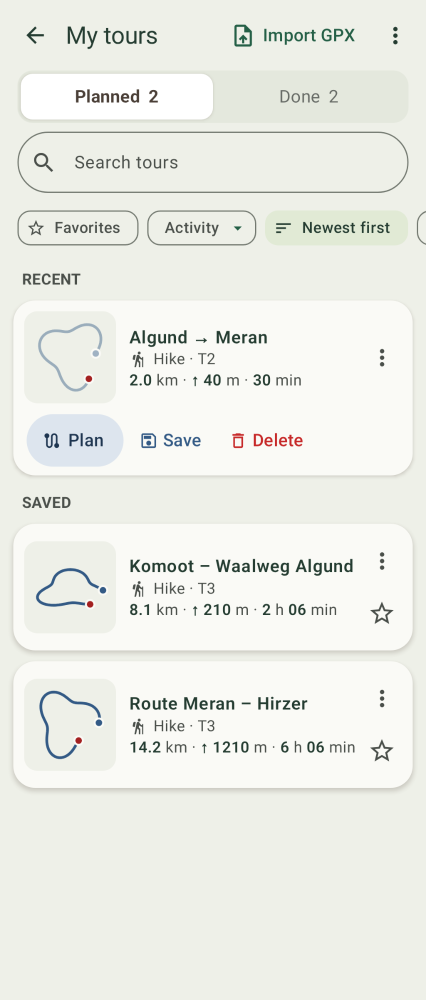 My tours
Import GPX
Planned 2
Done 2
Search tours
Favorites
Activity
Newest first
RECENT
Algund → Meran
Hike · T2
2.0 km · ↑ 40 m · 30 min
Plan
Save
Delete
SAVED
Komoot – Waalweg Algund
Hike · T3
8.1 km · ↑ 210 m · 2 h 06 min
Route Meran – Hirzer
Hike · T3
14.2 km · ↑ 1210 m · 6 h 06 min